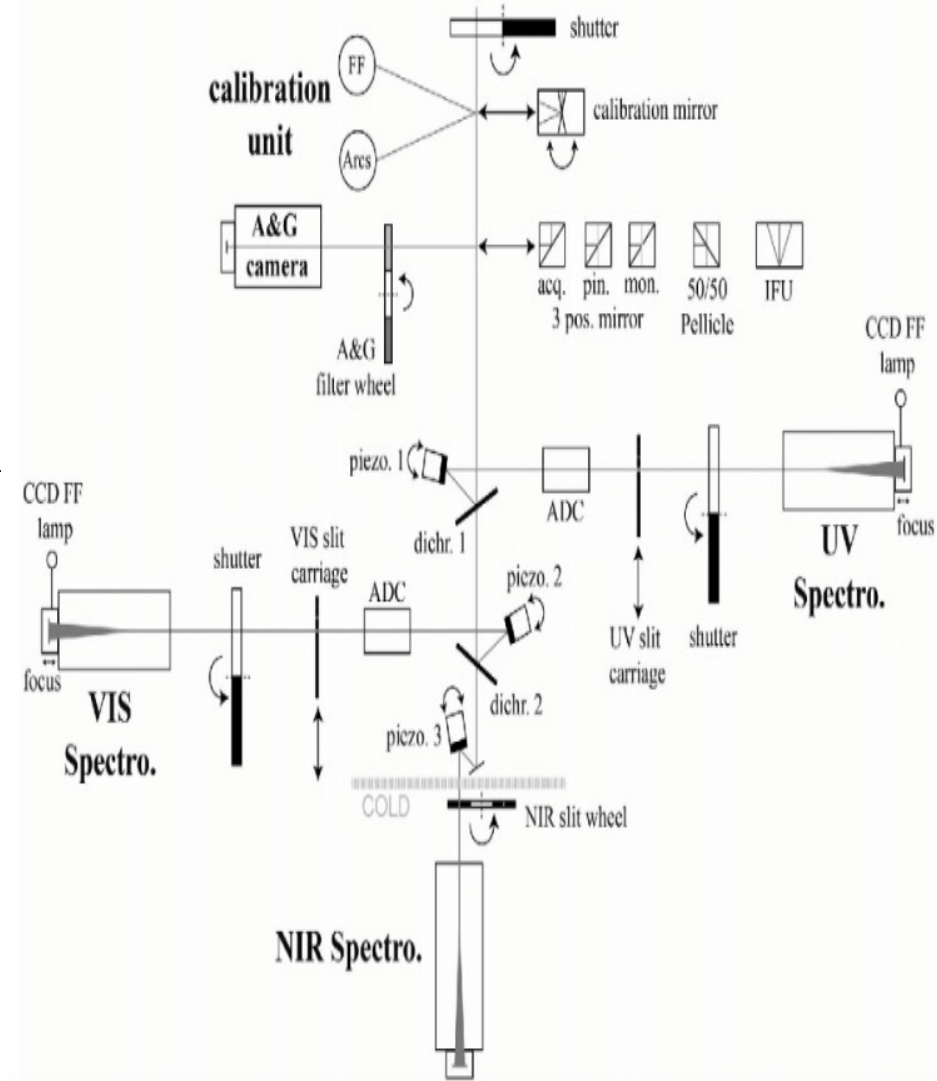 shutter
FF
calibration
unit
calibration mirror
Arcs
A&G
camera
acq.
pin.
mon.
50/50
Pellicle
IFU
3 pos. mirror
A&G
filter wheel
CCD FF
lamp
piezo. 1
ADC
dichr. 1
focus
UV
Spectro.
CCD FF
lamp
shutter
VIS slit
carriage
ADC
piezo. 2
UV slit
carriage
shutter
focus
VIS
Spectro.
dichr. 2
piezo. 3
COLD
NIR slit wheel
NIR Spectro.